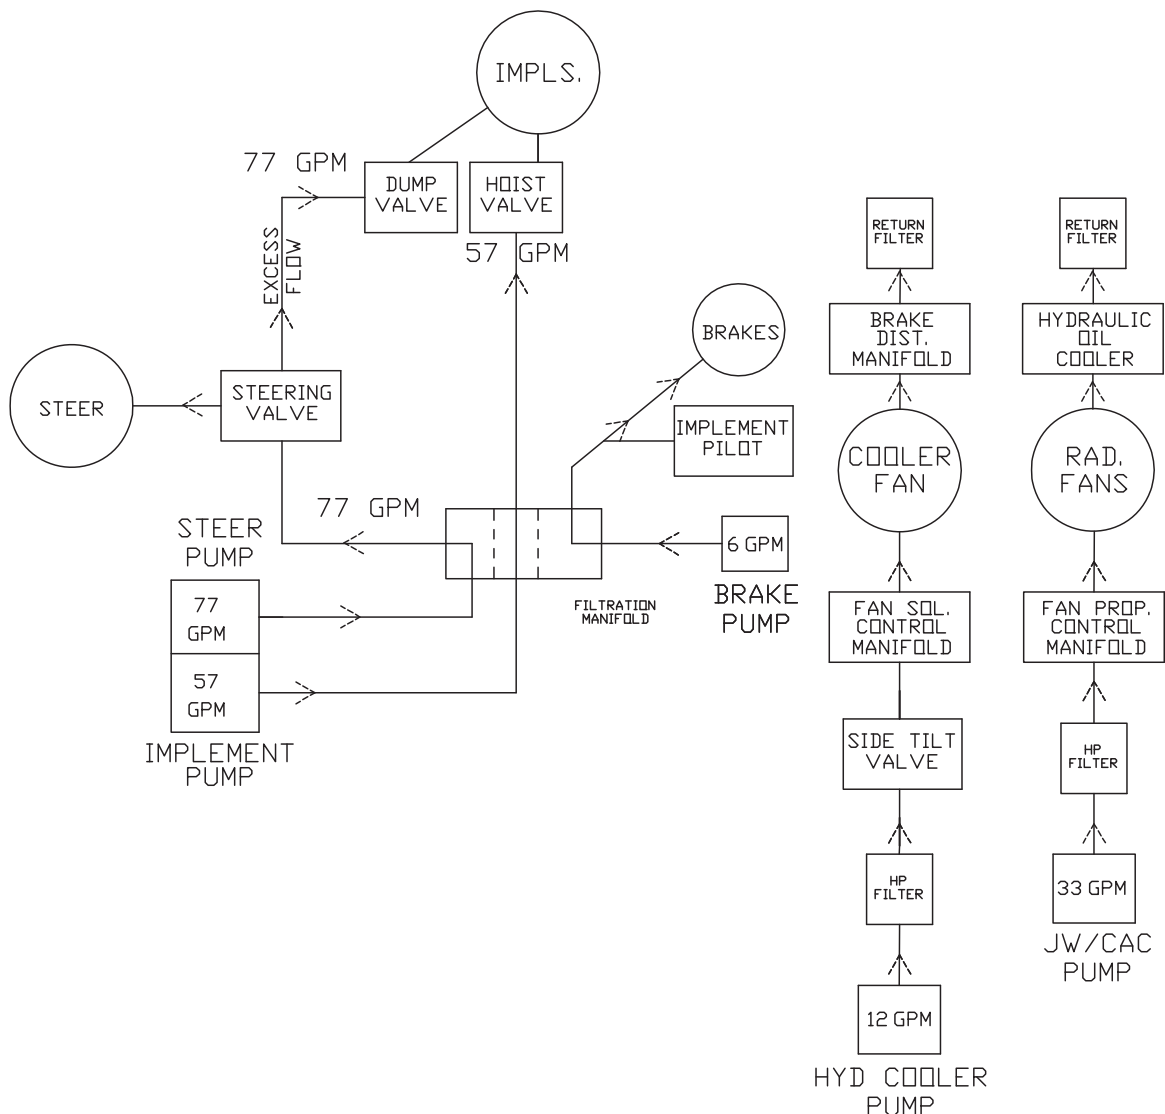 IMPLS.
77 GPM
DUMP
VALVE
HOIST
VALVE
57 GPM
EXCESS
FLOW
STEER
STEERING
VALVE
BRAKES
IMPLEMENT
PILOT
77 GPM
STEER
PUMP
77
GPM
57
GPM
IMPLEMENT
PUMP
FILTRATION
MANIFOLD
6 GPM
BRAKE
PUMP
RETURN
FILTER
BRAKE
DIST.
MANIFOLD
COOLER
FAN
FAN SOL.
CONTROL
MANIFOLD
SIDE TILT
VALVE
HP
FILTER
12 GPM
HYD COOLER
PUMP
RETURN
FILTER
HYDRAULIC
OIL
COOLER
RAD.
FANS
FAN PROP.
CONTROL
MANIFOLD
HP
FILTER
33 GPM
JW/CAC
PUMP